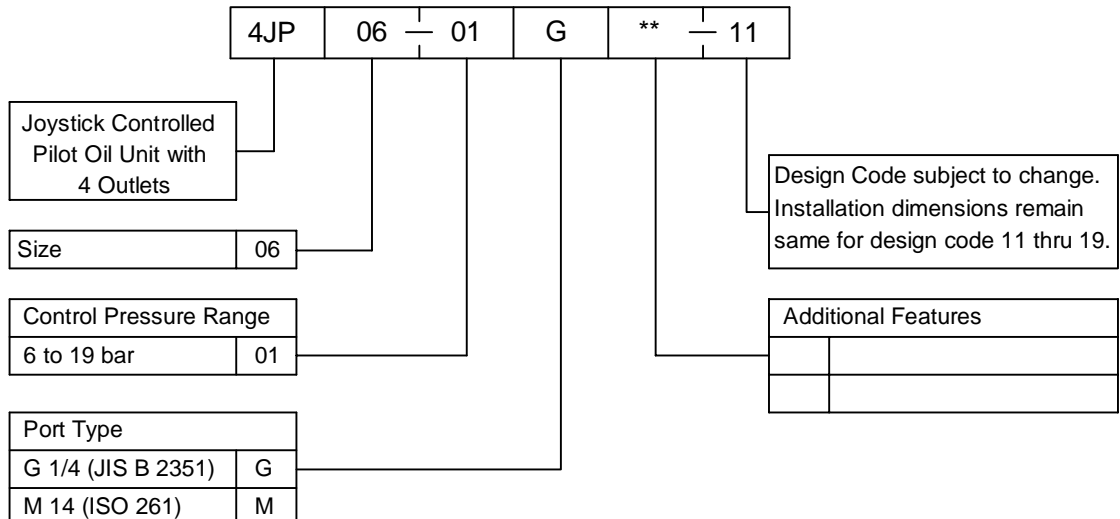 4JP 06 — 01 G ** — 11
Joystick Controlled
Pilot Oil Unit with
4 Outlets
Design Code subject to change.
Installation dimensions remain
same for design code 11 thru 19.
Size 06
Control Pressure Range
6 to 19 bar 01
Additional Features
Port Type
G 1/4 (JIS B 2351) G
M 14 (ISO 261) M